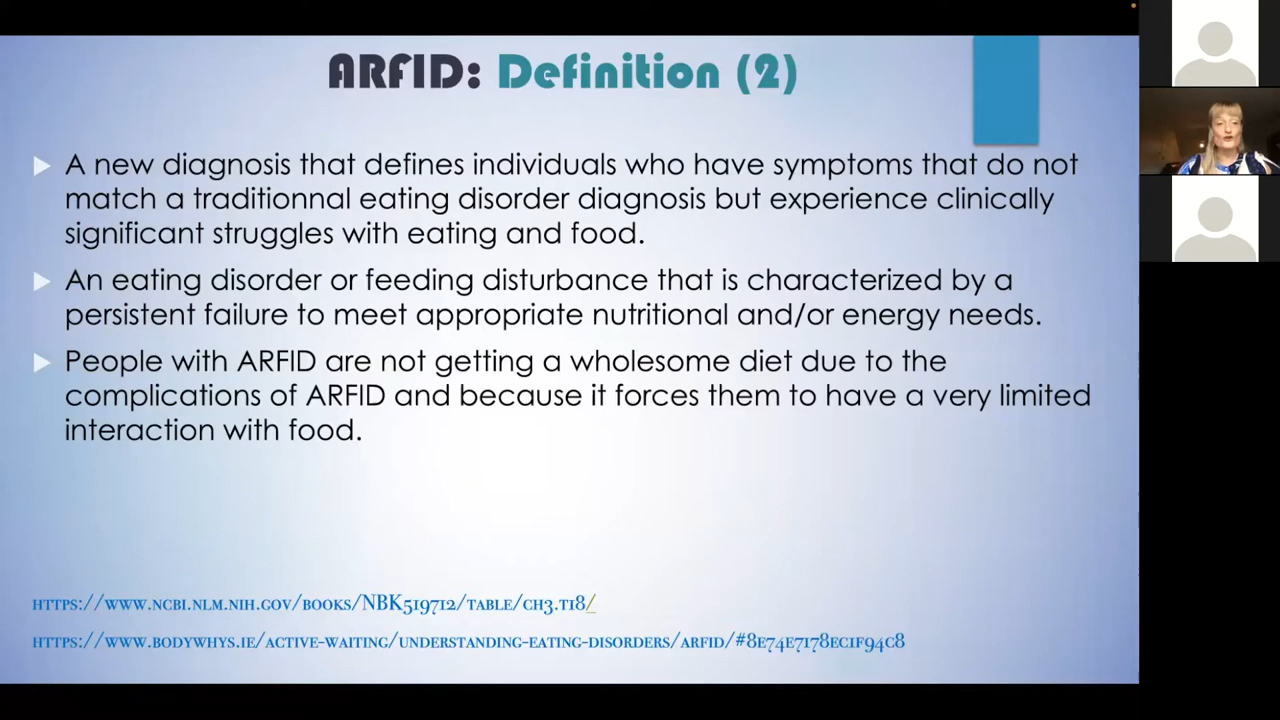 ARFID: Definition (2)
A new diagnosis that defines individuals who have symptoms that do not
match a traditionnal eating disorder diagnosis but experience clinically
significant struggles with eating and food.
An eating disorder or feeding disturbance that is characterized by a
persistent failure to meet appropriate nutritional and/or energy needs.
People with ARFID are not getting a wholesome diet due to the
complications of ARFID and because it forces them to have a very limited
interaction with food.
https://www.ncbi.nlm.nih.gov/books/NBK519712/table/ch3.t18/
https://www.bodywhys.ie/active-waiting/understanding-eating-disorders/arfid/#8e74e7178ec1f94c8